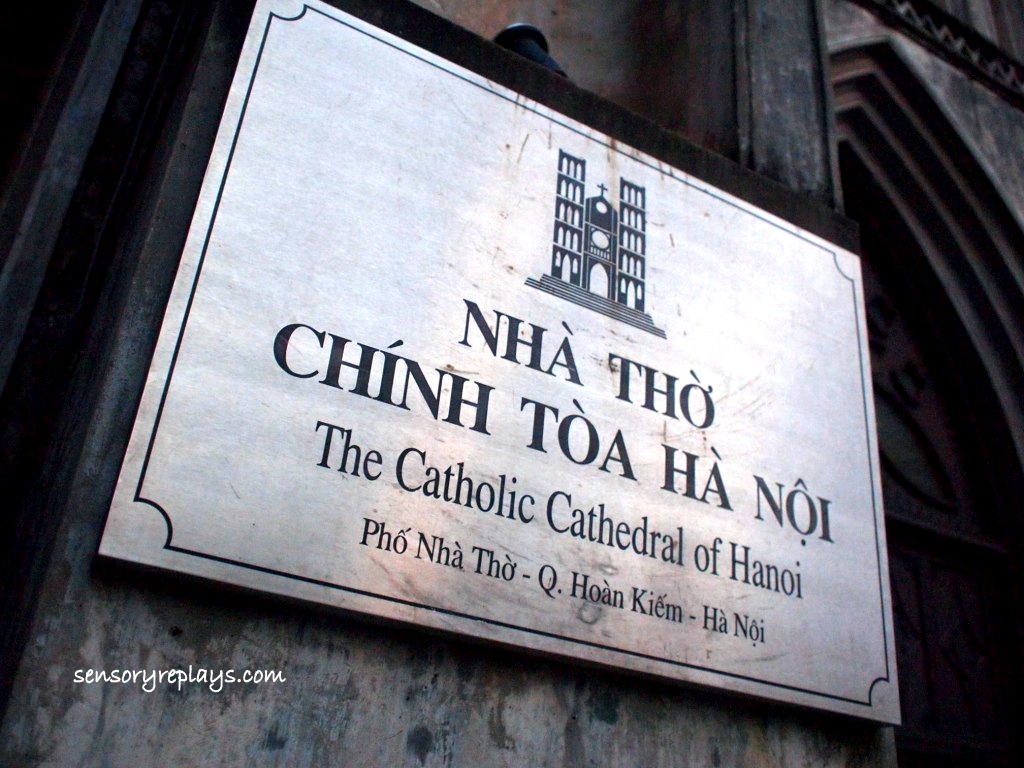 NHÀ THỜ
CHÍNH TÒA HÀ NỘI
The Catholic Cathedral of Hanoi
Phố Nhà Thờ - Q. Hoàn Kiếm - Hà Nội
sensoryreplays.com